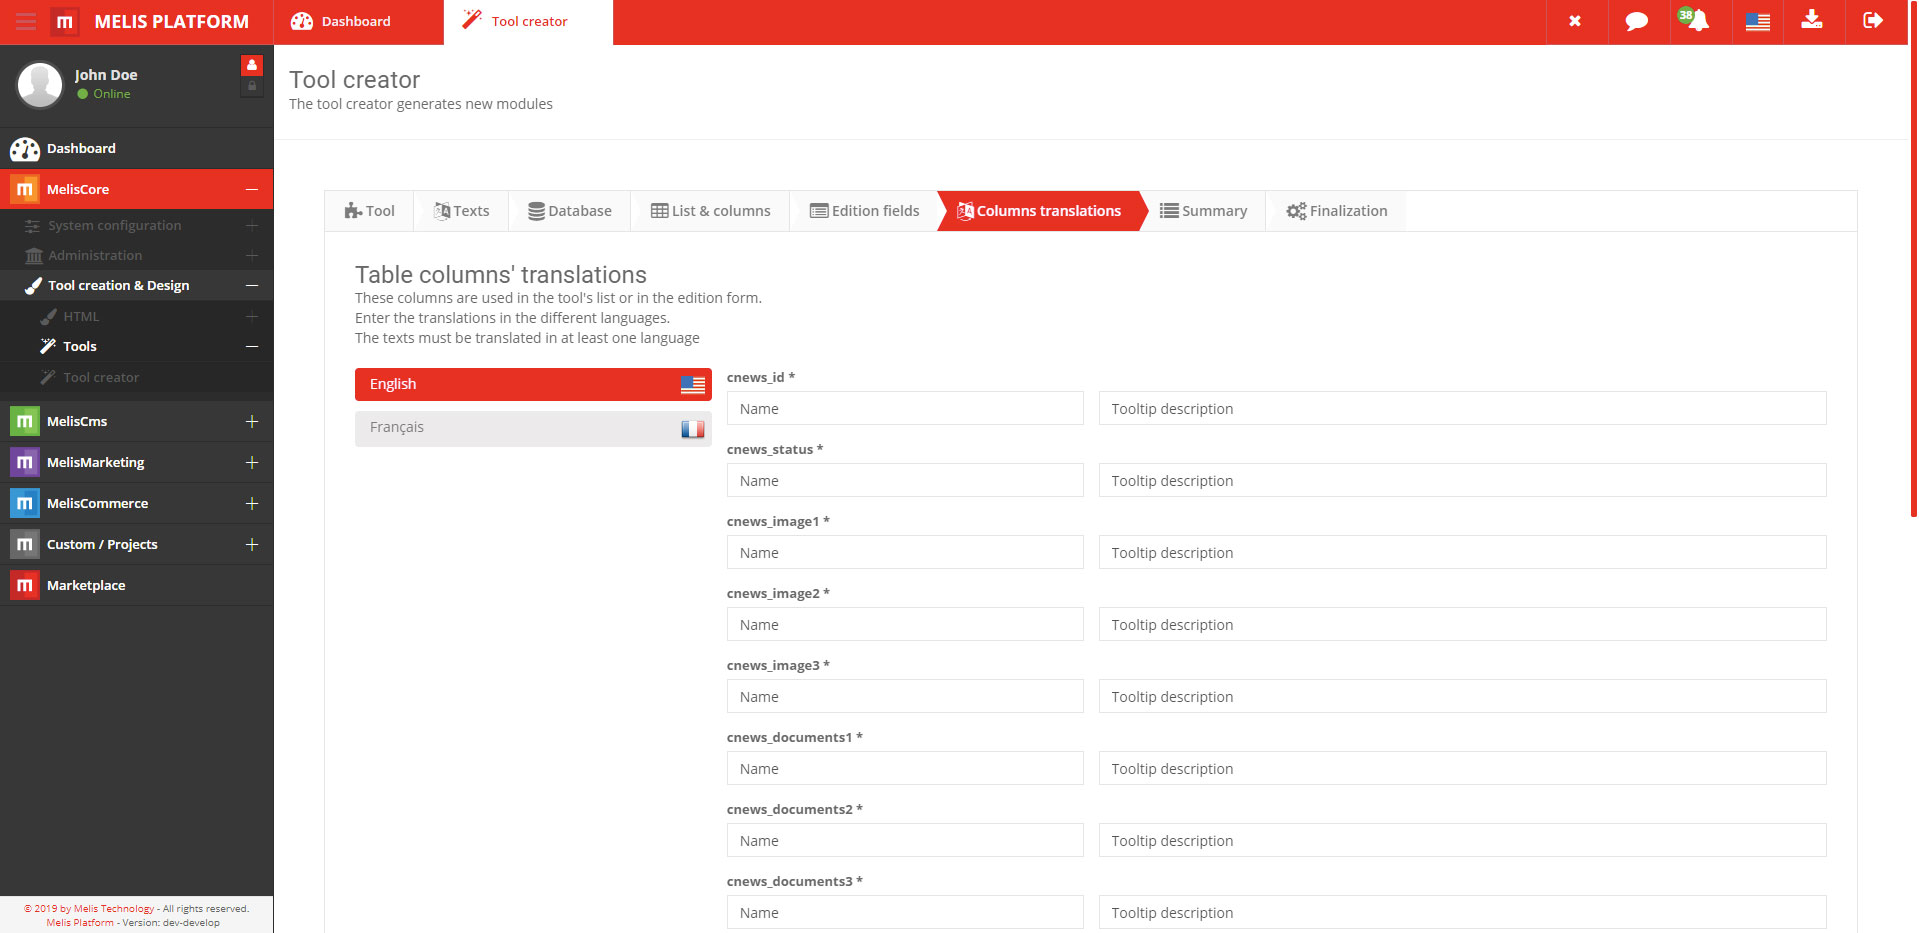 MELIS PLATFORM
Dashboard
Tool creator
38
John Doe
Online
Dashboard
MelisCore
System configuration
Administration
Tool creation & Design
HTML
Tools
Tool creator
MelisCms
MelisMarketing
MelisCommerce
Custom / Projects
Marketplace
© 2019 by Melis Technology - All rights reserved.
Melis Platform - Version: dev-develop
Tool creator
The tool creator generates new modules
Tool
Texts
Database
List & columns
Edition fields
Columns translations
Summary
Finalization
Table columns' translations
These columns are used in the tool's list or in the edition form.
Enter the translations in the different languages.
The texts must be translated in at least one language
English
Français
cnews_id *
Name
Tooltip description
cnews_status *
Name
Tooltip description
cnews_image1 *
Name
Tooltip description
cnews_image2 *
Name
Tooltip description
cnews_image3 *
Name
Tooltip description
cnews_documents1 *
Name
Tooltip description
cnews_documents2 *
Name
Tooltip description
cnews_documents3 *
Name
Tooltip description